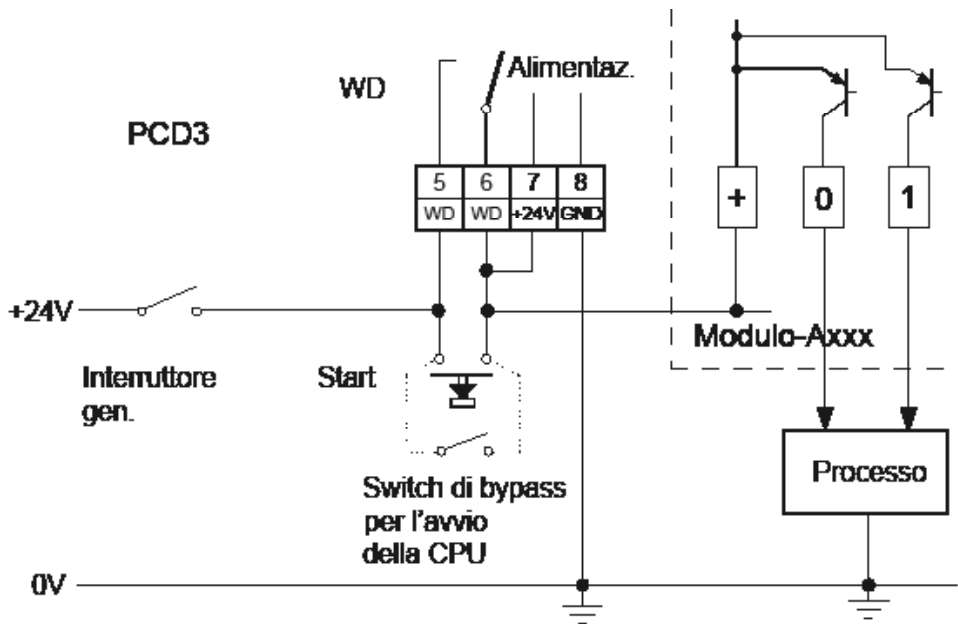 WD
Alimentaz.
PCD3
5 6 7 8
WD WD +24V GND
+ 0 1
+24V
Modulo-Axxx
Interruttore
gen.
Start
Processo
Switch di bypass
per l'avvio
della CPU
0V